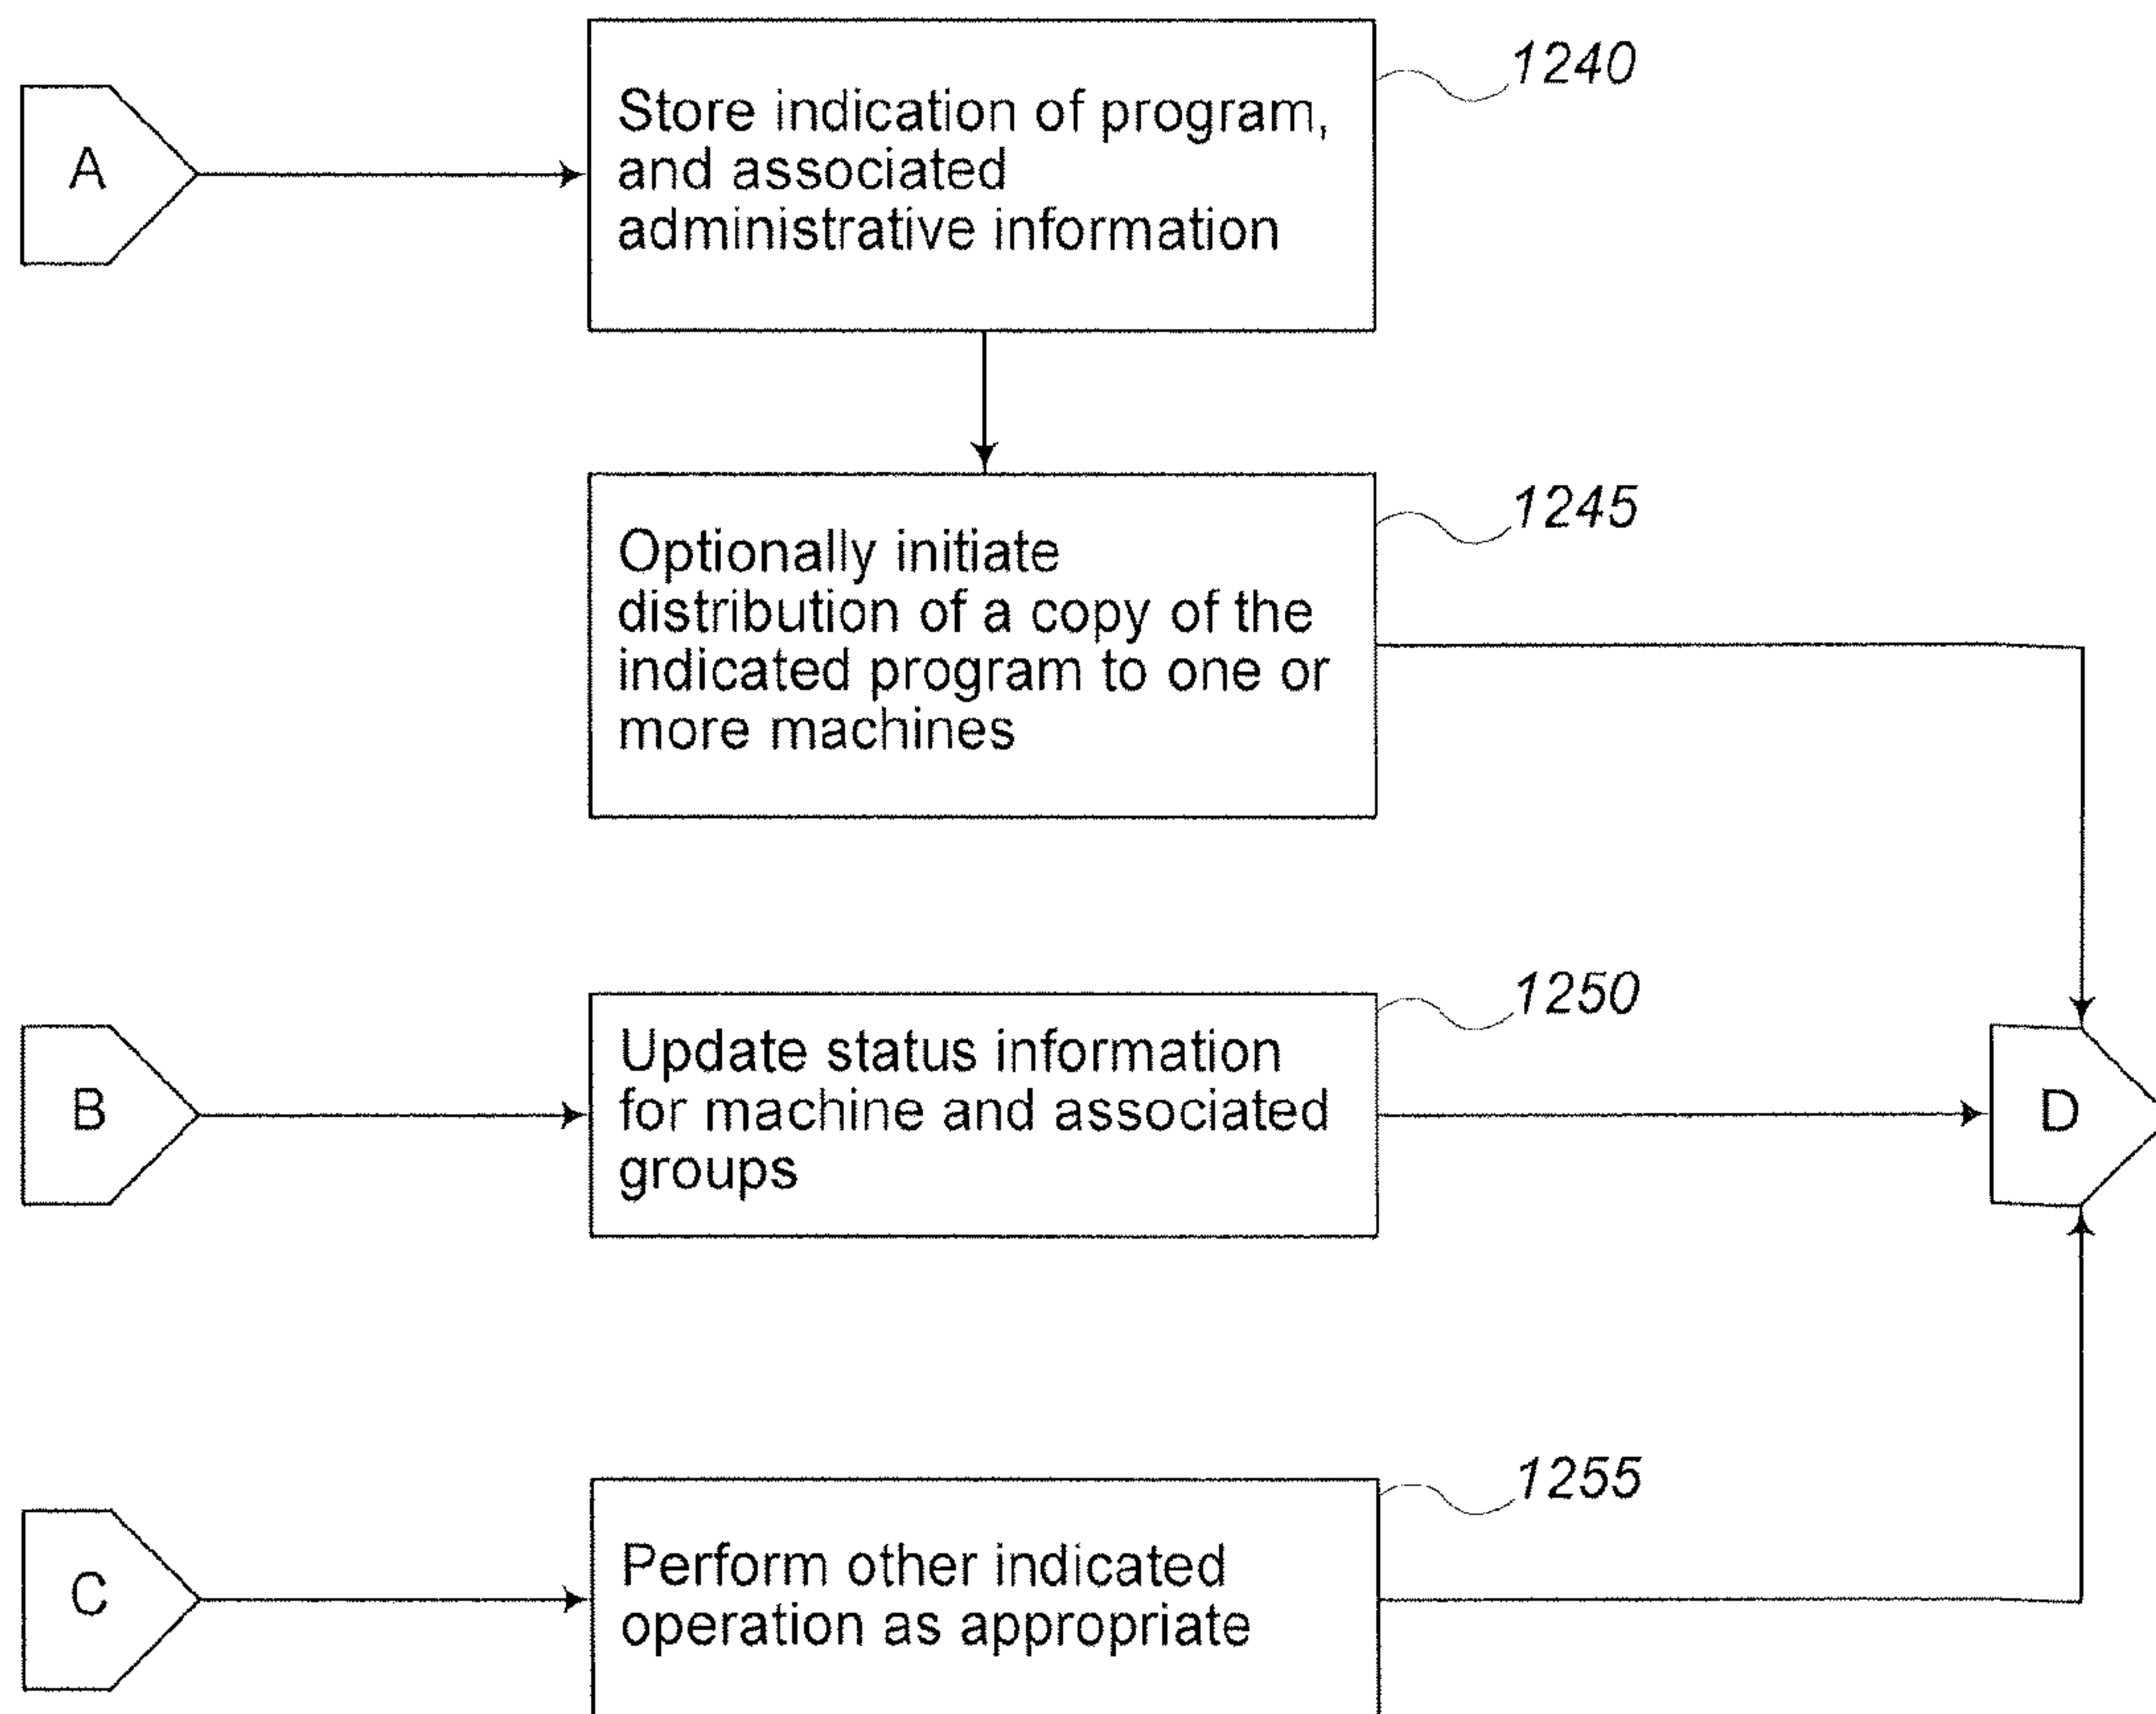 1240
A
Store indication of program,
and associated
administrative information
1245
Optionally initiate
distribution of a copy of the
indicated program to one or
more machines
1250
B
Update status information
for machine and associated
groups
D
1255
C
Perform other indicated
operation as appropriate